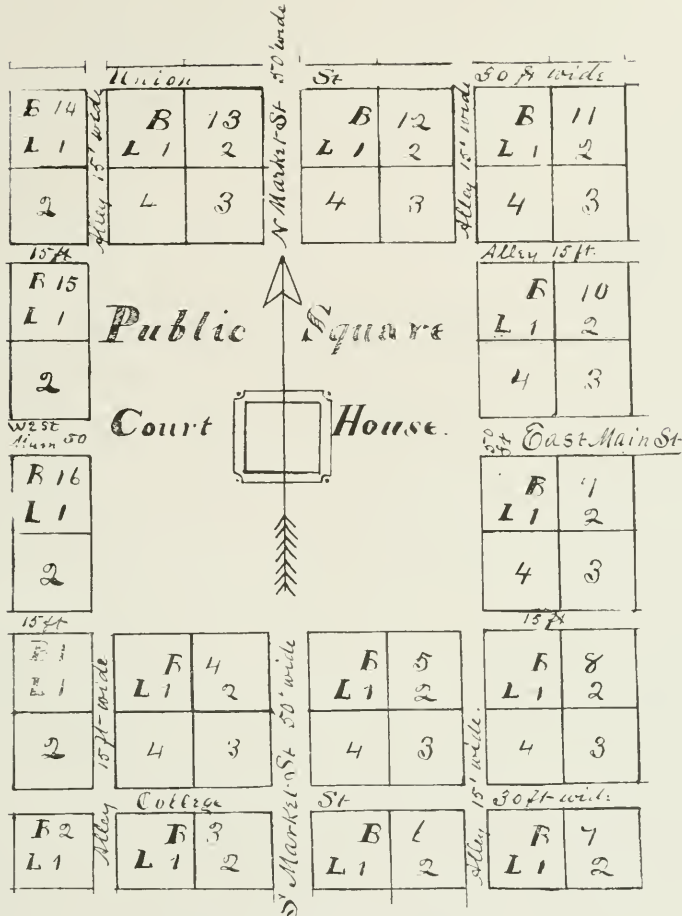 Union St 50 ft wide
N Market St 50' wide
Alley 15' wide
Alley 15' wide
B 14
L 1
2
B 13
L 1 2
4 3
B 12
L 1 2
4 3
B 11
L 1 2
4 3
15 ft
Alley 15 ft.
B 15
L 1
2
Public Square
B 10
L 1 2
4 3
West
50
Court House.
50 ft East Main St
B 16
L 1
2
B
L 1 2
4 3
15 ft
15 ft
1
2
15 ft-wide
B 4
L 1 2
4 3
S Market St 50' wide
B 5
L 1 2
4 3
Alley 15' wide.
B 8
L 1 2
4 3
Alley
College St 30 ft-wide
B 2
L 1
B 3
L 1 2
B
L 1 2
B 7
L 1 2